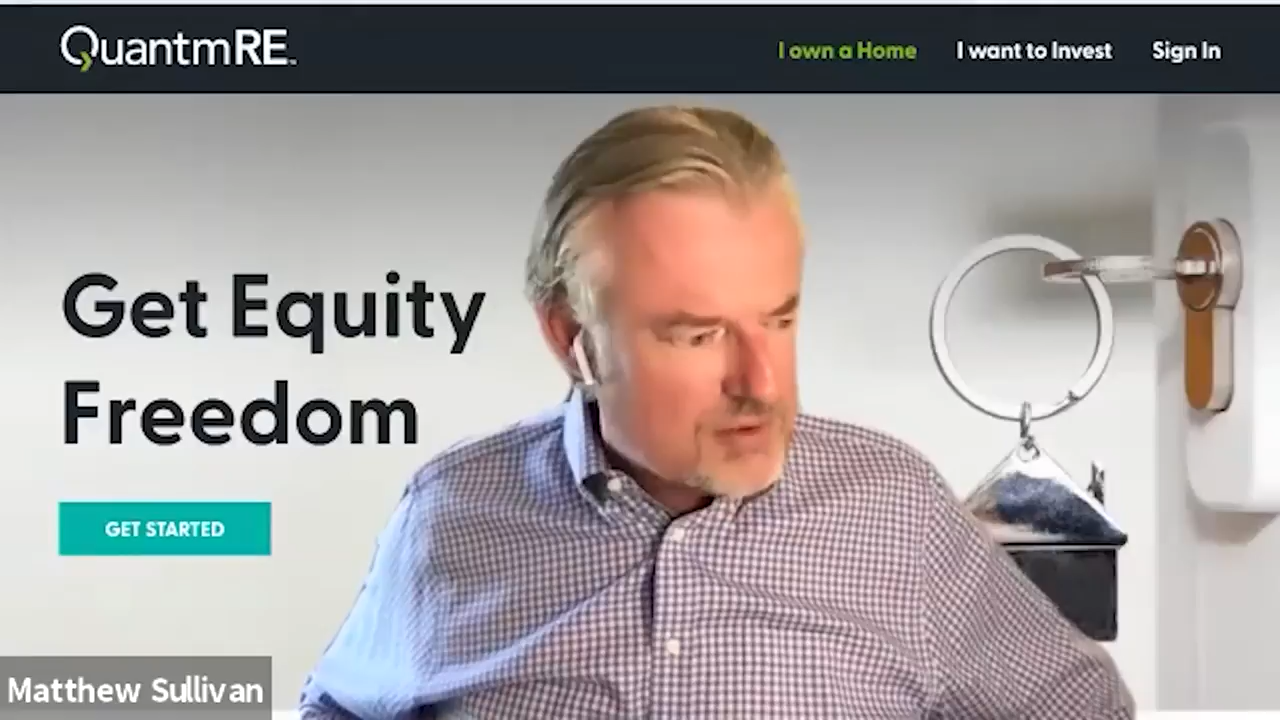 QuantmRE.
I own a Home
I want to Invest
Sign In
Get Equity
Freedom
GET STARTED
Matthew Sullivan